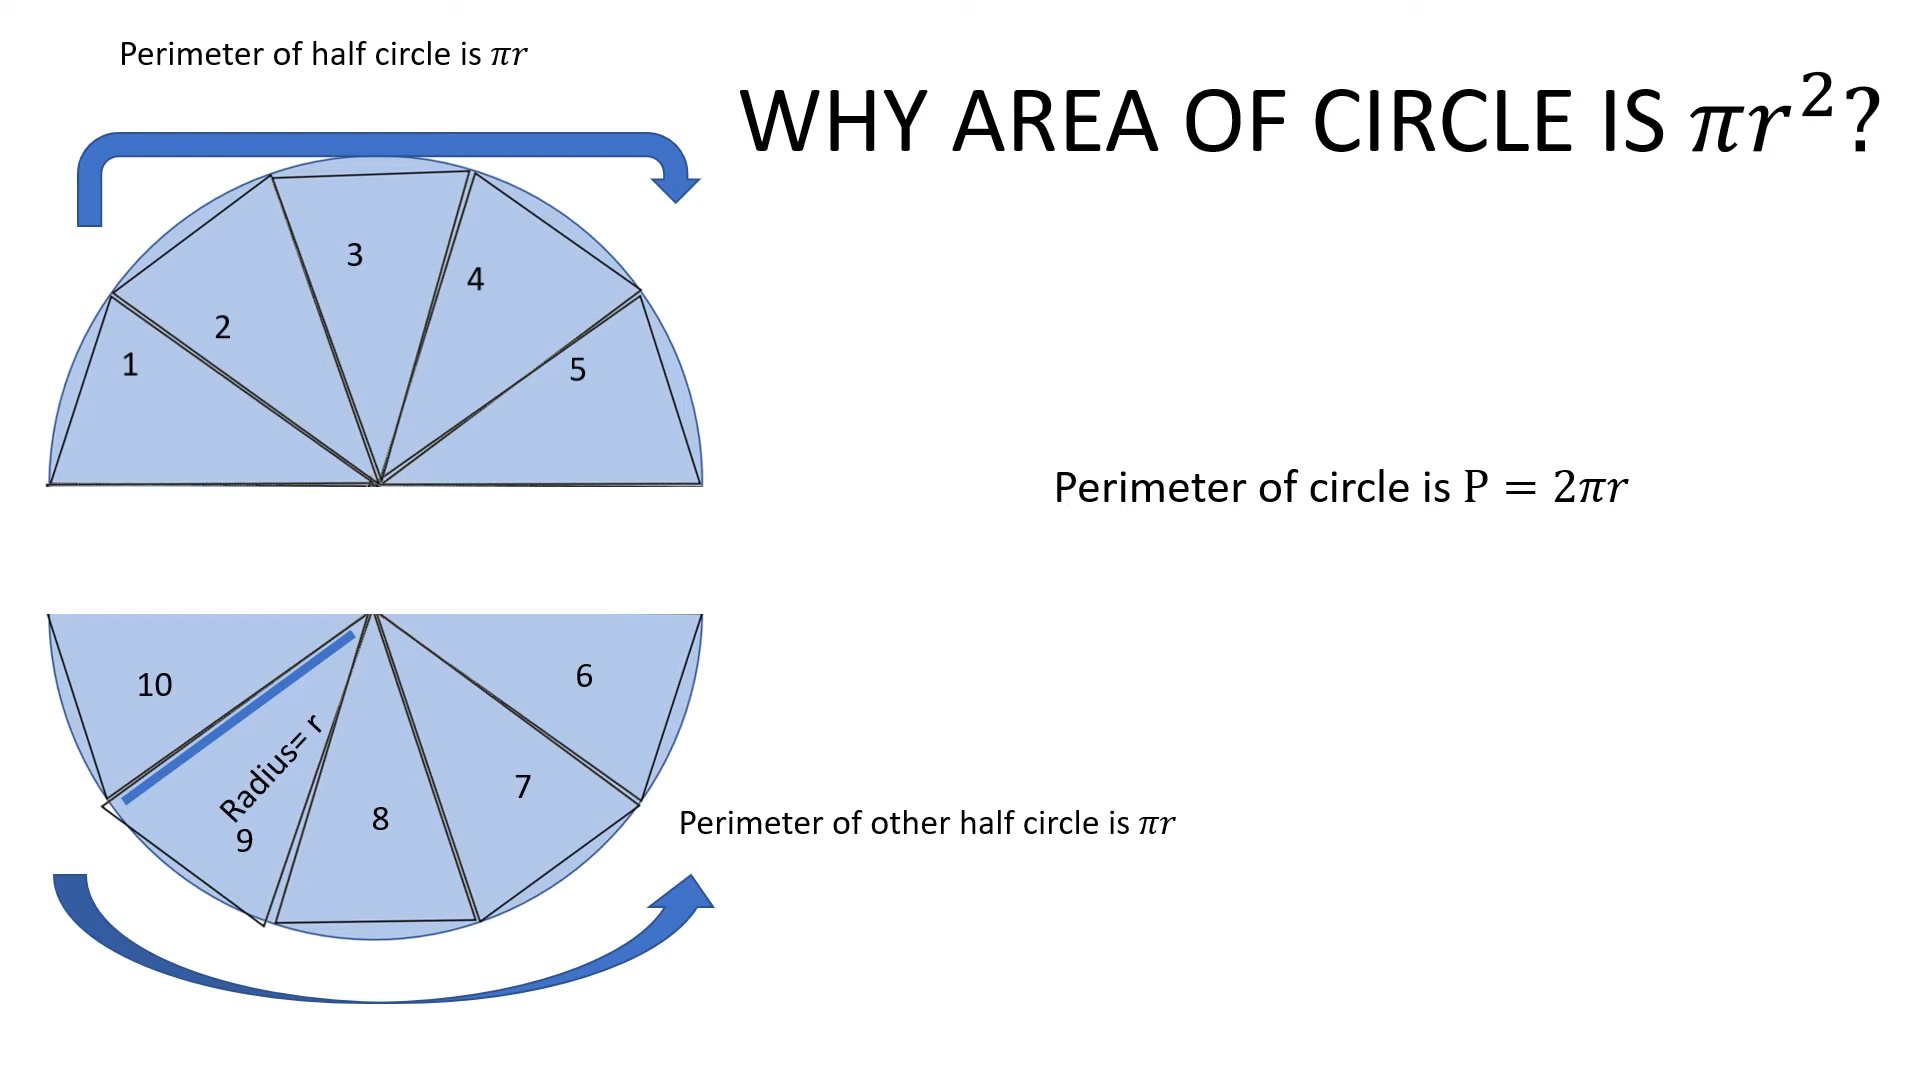 Perimeter of half circle is 𝜋𝑟
WHY AREA OF CIRCLE IS 𝜋𝑟²?
3
4
2
1
5
Perimeter of circle is P = 2𝜋𝑟
6
10
Radius= r
7
8
9
Perimeter of other half circle is 𝜋𝑟